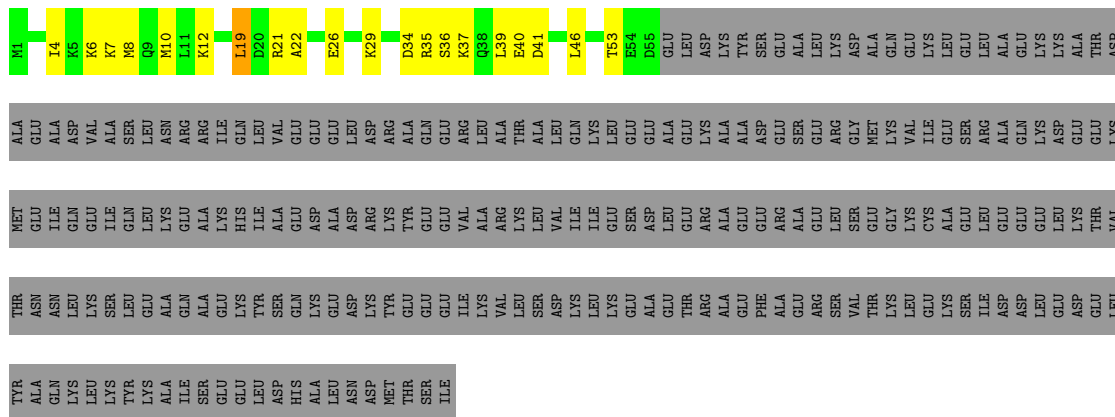 M1 I4 K5 K6 K7 M8 Q9 M10 L11 K12 L19 D20 R21 A22 E26 K29 D34 R35 S36 K37 Q38 L39 E40 D41 L46 T53 E54 D55 GLU LEU ASP LYS TYR SER GLU ALA LEU LYS ASP ALA GLN GLU LYS LEU GLU LEU ALA GLU LYS LYS ALA THR ASP
ALA GLU ALA ASP VAL ALA SER LEU ASN ARG ARG ILE GLN LEU VAL GLU GLU GLU LEU ASP ARG ALA GLN GLU ARG LEU ALA THR ALA LEU GLN LYS LEU GLU GLU ALA GLU LYS ALA ALA ASP GLU SER GLU ARG GLY MET LYS VAL ILE GLU SER ARG ALA GLN LYS ASP GLU GLU LYS
MET GLU ILE GLN GLU ILE GLN LEU LYS GLU ALA LYS HIS ILE ALA GLU ASP ALA ASP ARG LYS TYR GLU GLU VAL ALA ARG LYS LEU VAL ILE ILE GLU SER ASP LEU GLU ARG ALA GLU GLU ARG ALA GLU LEU SER GLU GLY LYS CYS ALA GLU LEU GLU GLU GLU LEU LYS THR VAL
THR ASN ASN LEU LYS SER LEU GLU ALA GLN ALA GLU LYS TYR SER GLN LYS GLU ASP LYS TYR GLU GLU GLU ILE LYS VAL LEU SER ASP LYS LEU LYS GLU ALA GLU THR ARG ALA GLU PHE ALA GLU ARG SER VAL THR LYS LEU GLU LYS SER ILE ASP ASP LEU GLU ASP GLU LEU
TYR ALA GLN LYS LEU LYS TYR LYS ALA ILE SER GLU GLU LEU ASP HIS ALA LEU ASN ASP MET THR SER ILE